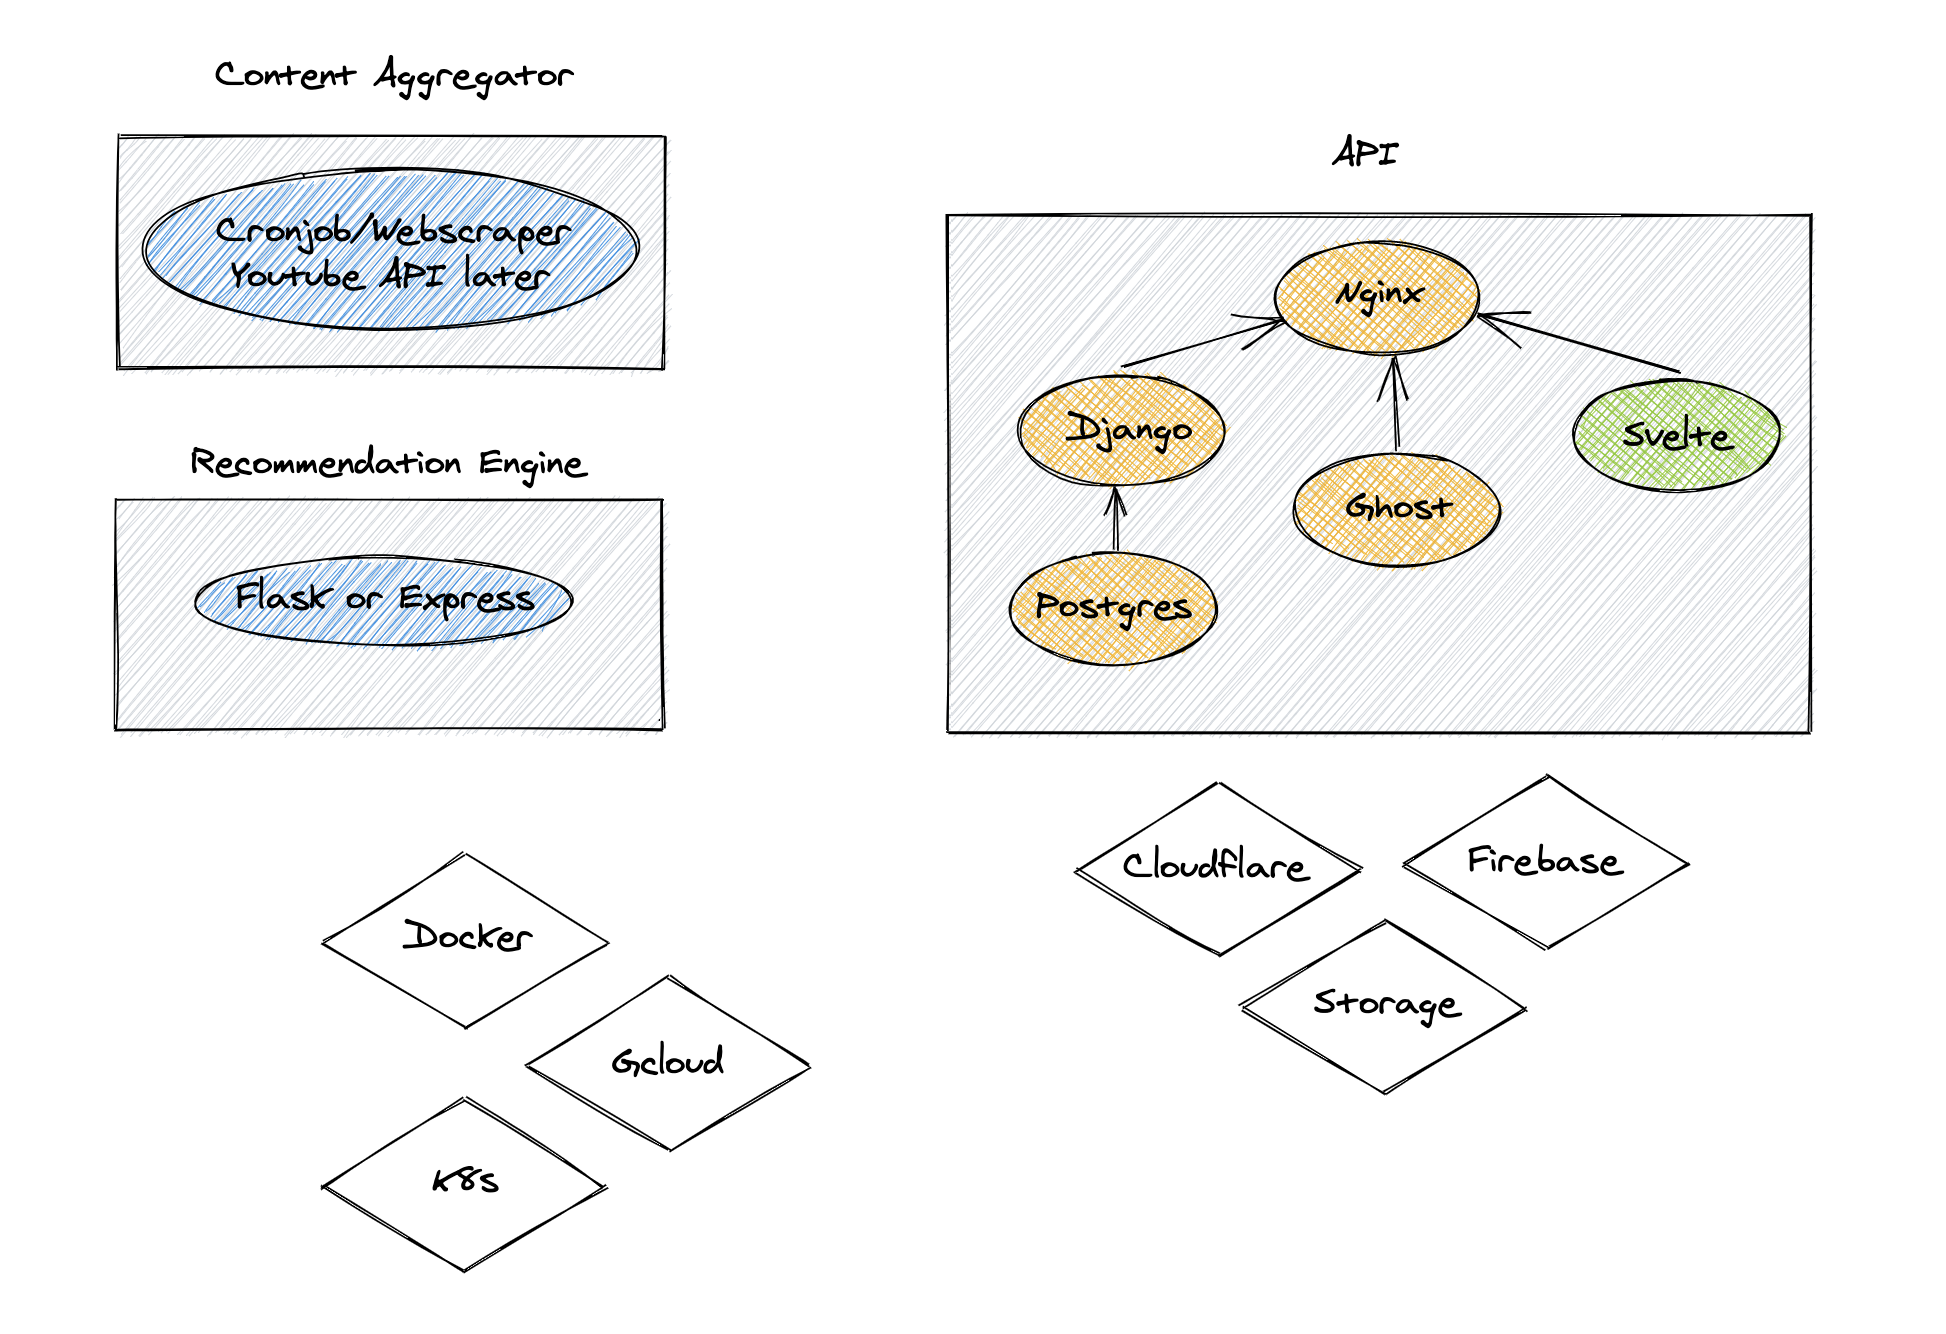 Content Aggregator
Cronjob/Webscraper
Youtube API later
Recommendation Engine
Flask or Express
API
Nginx
Django
Svelte
Ghost
Postgres
Docker
Gcloud
K8s
Cloudflare
Firebase
Storage